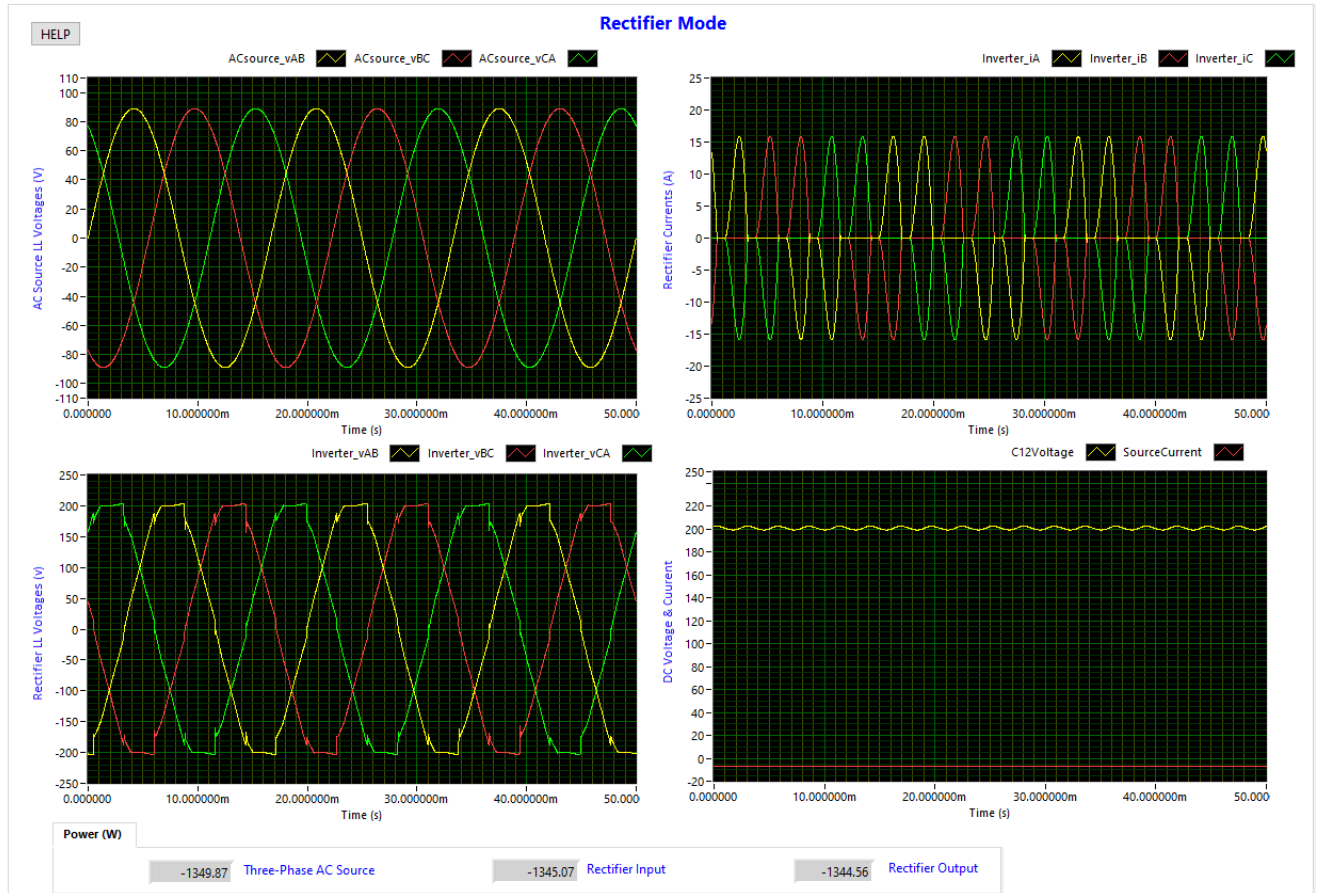 Rectifier Mode
HELP
ACsource_vAB ACsource_vBC ACsource_vCA
110
100
80
60
40
20
0
-20
-40
-60
-80
-100
-110
AC Source LL Voltages (V)
0.000000 10.000000m 20.000000m 30.000000m 40.000000m 50.000
Time (s)
Inverter_iA Inverter_iB Inverter_iC
25
20
15
10
5
0
-5
-10
-15
-20
-25
Rectifier Currents (A)
0.000000 10.000000m 20.000000m 30.000000m 40.000000m 50.000
Time (s)
Inverter_vAB Inverter_vBC Inverter_vCA
250
200
150
100
50
0
-50
-100
-150
-200
-250
Rectifier LL Voltages (v)
0.000000 10.000000m 20.000000m 30.000000m 40.000000m 50.000
Time (s)
C12Voltage SourceCurrent
250
220
200
180
160
140
120
100
80
60
40
20
0
-20
DC Voltage & Cuurent
0.000000 10.000000m 20.000000m 30.000000m 40.000000m 50.000
Time (s)
Power (W)
-1349.87 Three-Phase AC Source -1345.07 Rectifier Input -1344.56 Rectifier Output